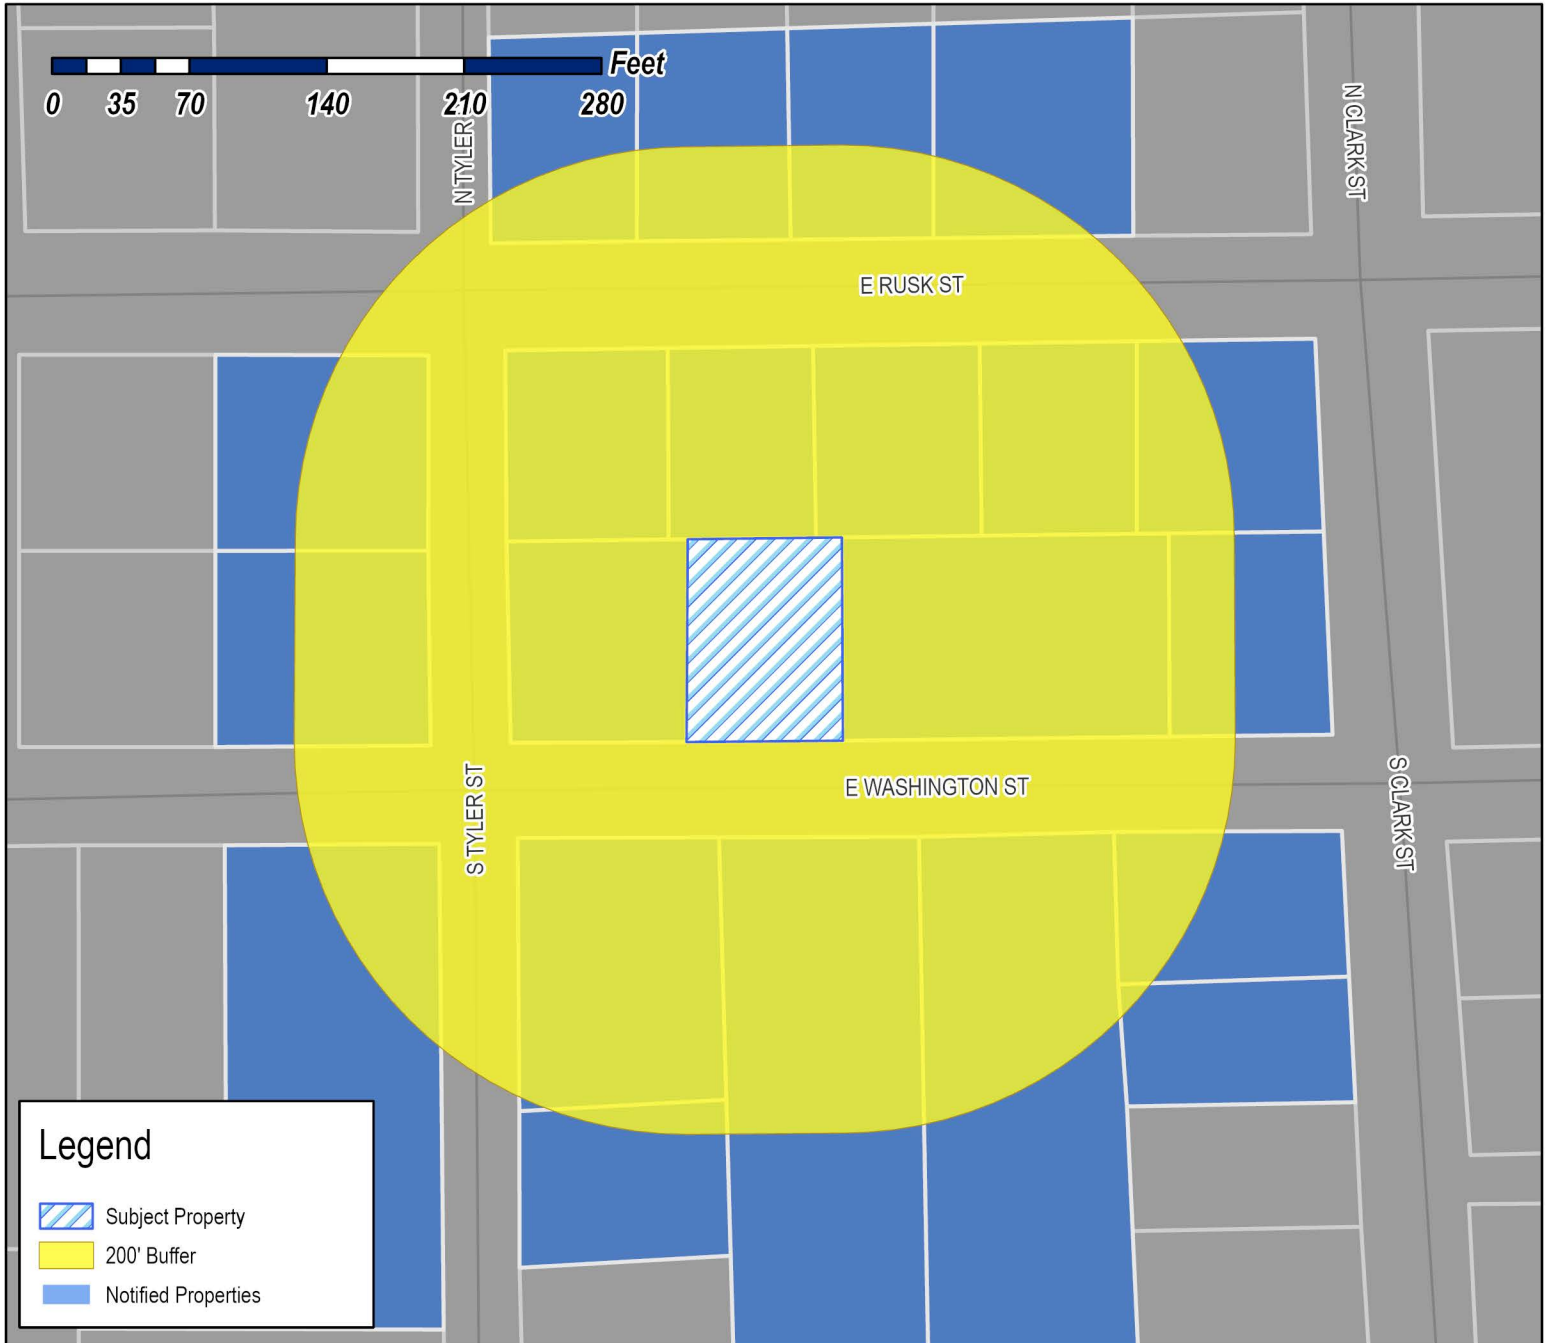 Feet
0 35 70 140 210 280
N TYLER
N CLARK ST
E RUSK ST
S TYLER ST
E WASHINGTON ST
S CLARK ST
Legend
Subject Property
200' Buffer
Notified Properties